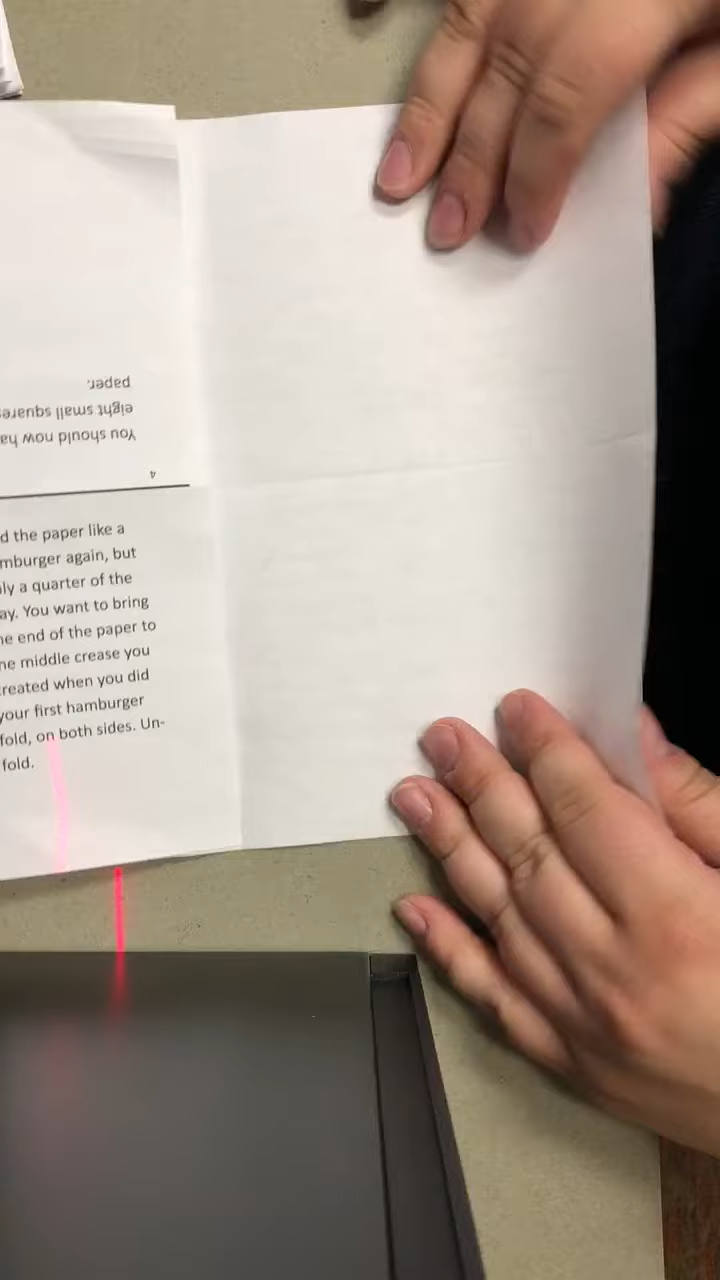 You should now ha
eight small squares
paper.
4
d the paper like a
mburger again, but
ly a quarter of the
ay. You want to bring
e end of the paper to
he middle crease you
created when you did
your first hamburger
fold, on both sides. Un-
fold.